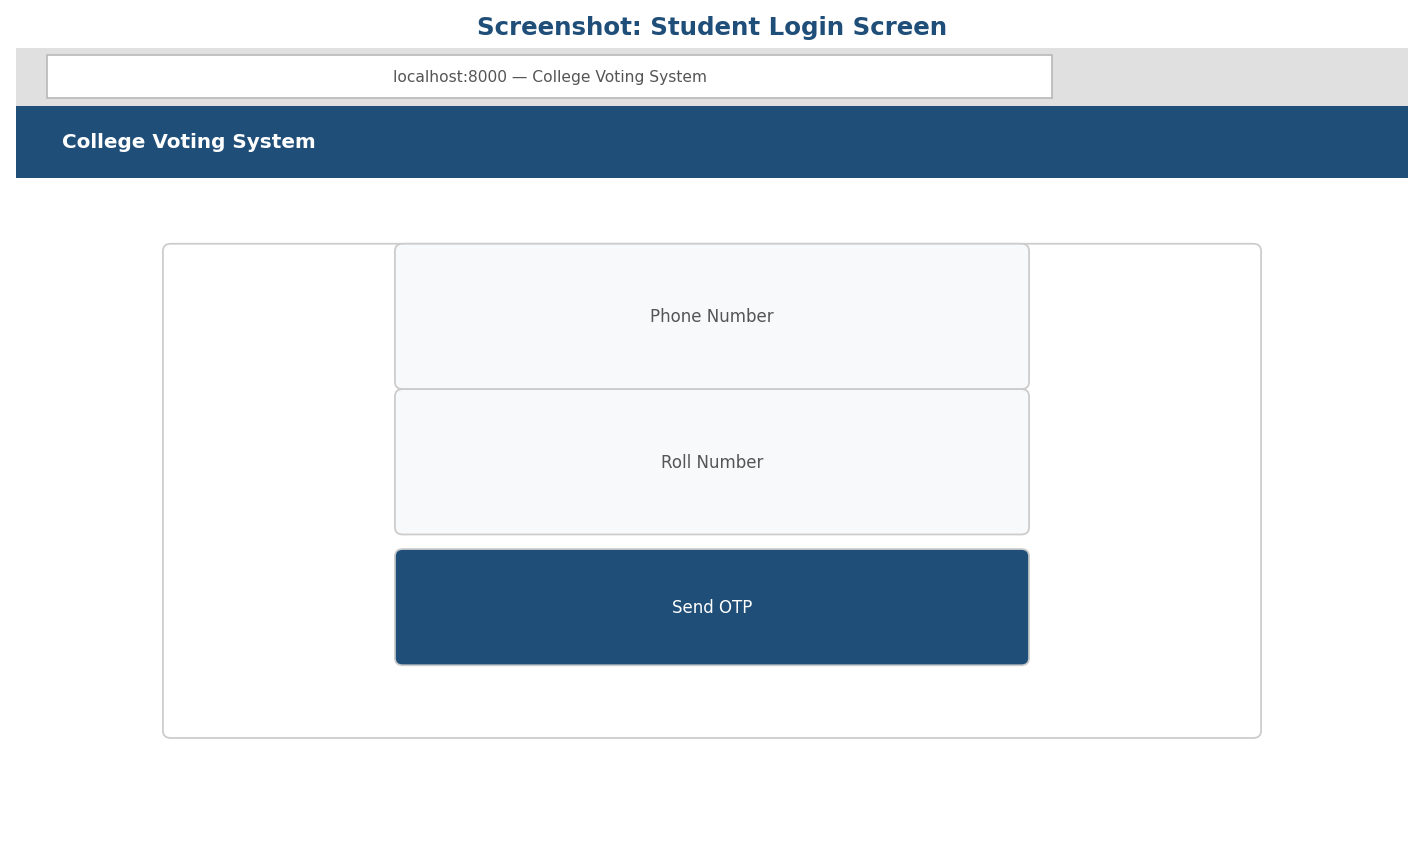 Screenshot: Student Login Screen
localhost:8000 — College Voting System
College Voting System
Phone Number
Roll Number
Send OTP